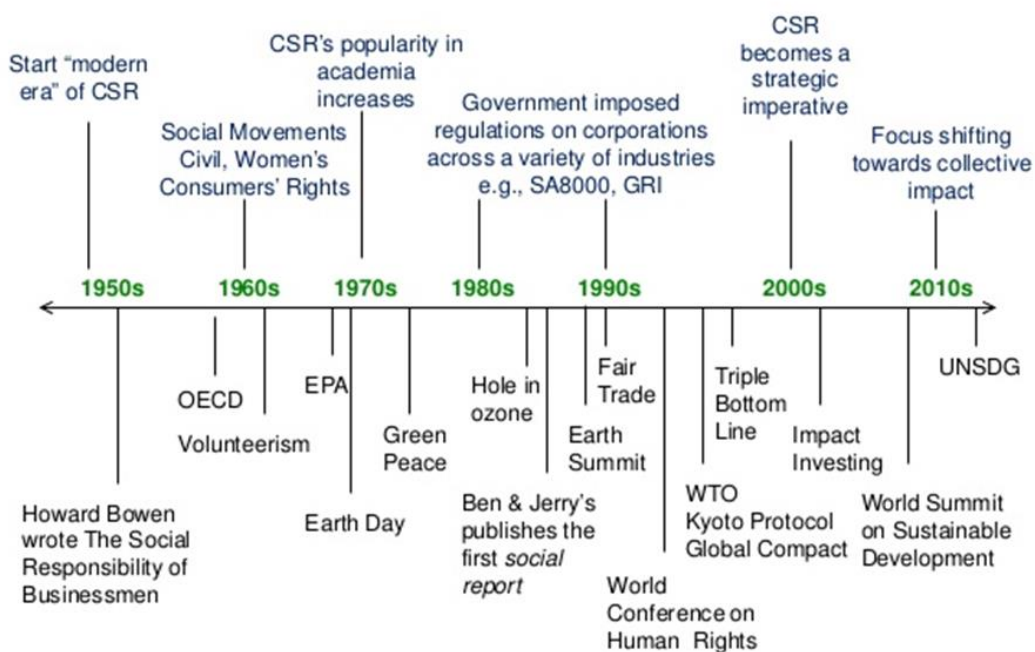 Start “modern
era” of CSR
Social Movements
Civil, Women’s
Consumers’ Rights
CSR’s popularity in
academia
increases
Government imposed
regulations on corporations
across a variety of industries
e.g., SA8000, GRI
CSR
becomes a
strategic
imperative
Focus shifting
towards collective
impact
1950s
1960s
1970s
1980s
1990s
2000s
2010s
Howard Bowen
wrote The Social
Responsibility of
Businessmen
OECD
Volunteerism
EPA
Earth Day
Green
Peace
Hole in
ozone
Ben & Jerry’s
publishes the
first social
report
Earth
Summit
Fair
Trade
World
Conference on
Human Rights
WTO
Kyoto Protocol
Global Compact
Triple
Bottom
Line
Impact
Investing
World Summit
on Sustainable
Development
UNSDG